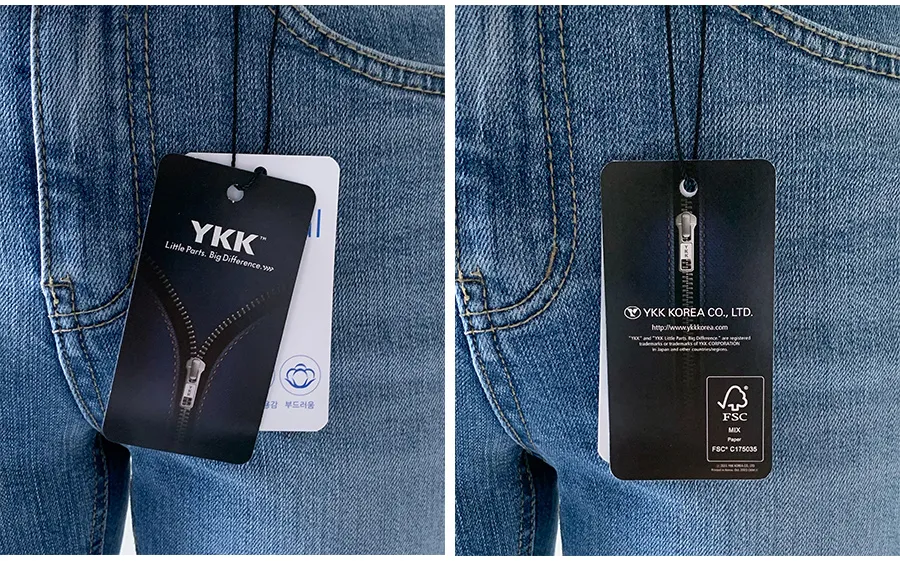 YKK™
Little Parts. Big Difference.
YKK
부드러움
YKK
YKK KOREA CO., LTD.
http://www.ykkkorea.com
"YKK" and "YKK Little Parts. Big Difference." are registered
trademarks or trademarks of YKK CORPORATION
in Japan and other countries/regions.
FSC
MIX
Paper
FSC® C175035